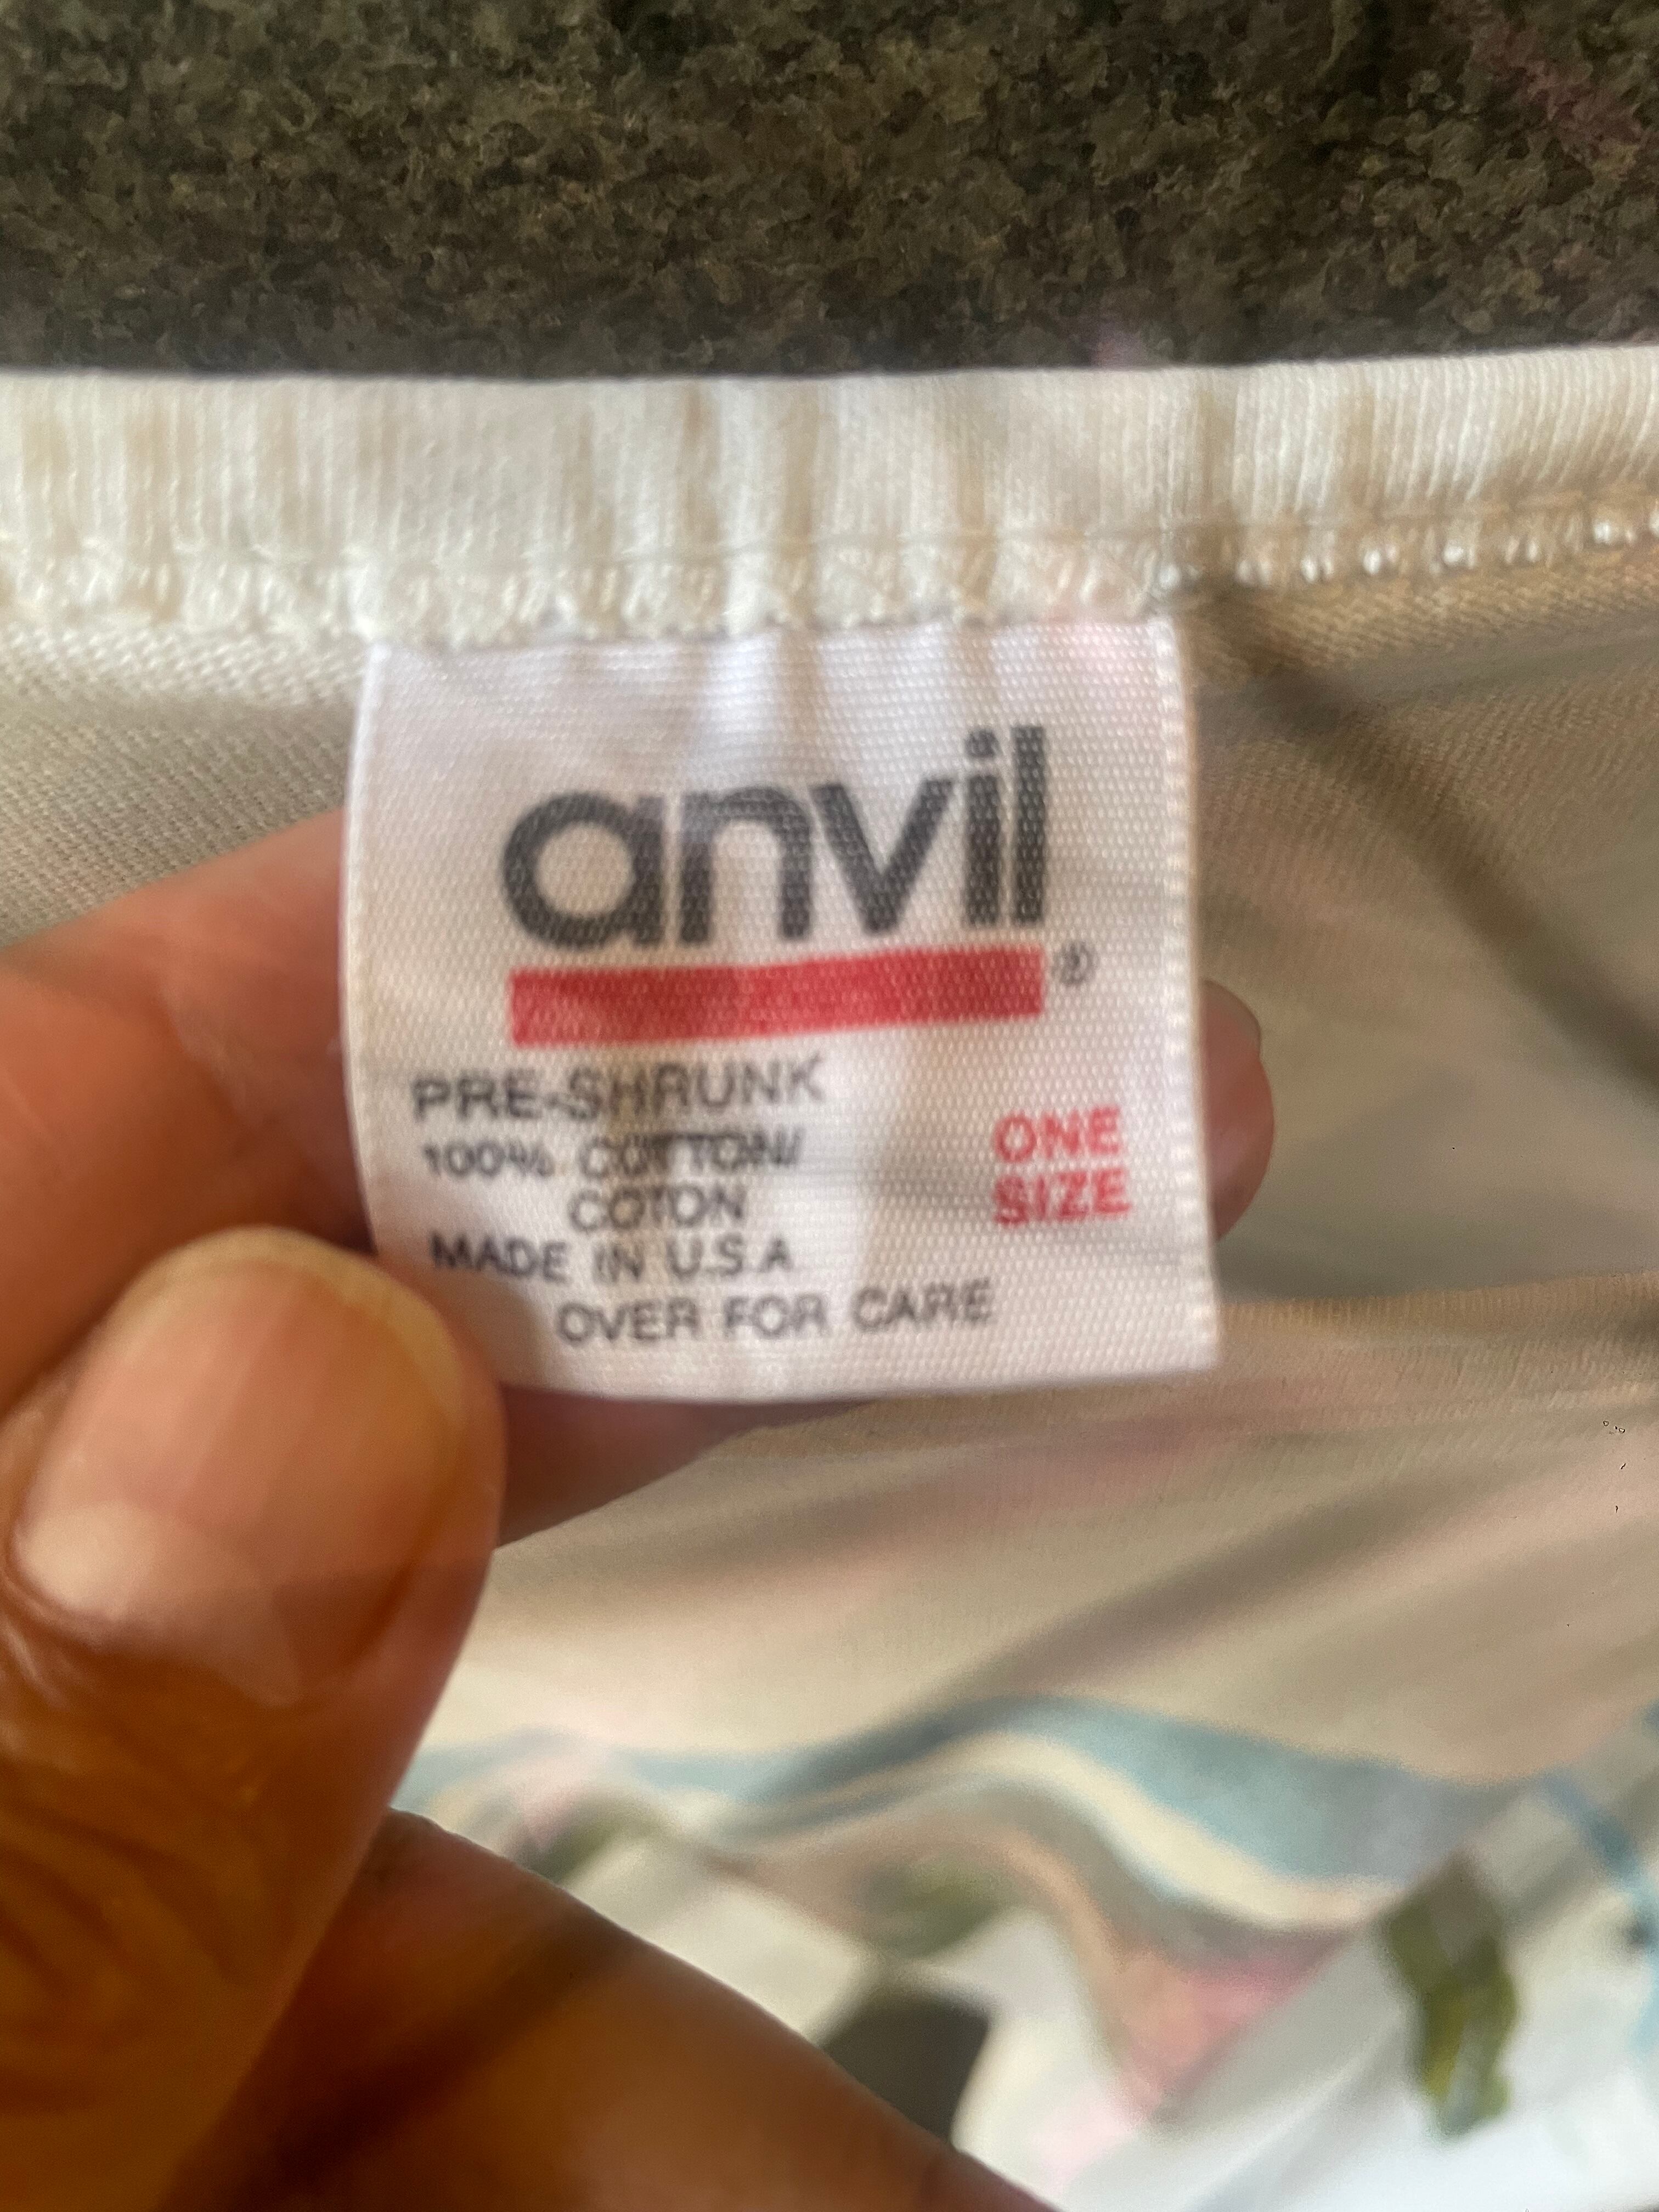 anvil®
PRE-SHRUNK
100% COTTON/
COTON
ONE
SIZE
MADE IN U.S.A
OVER FOR CARE